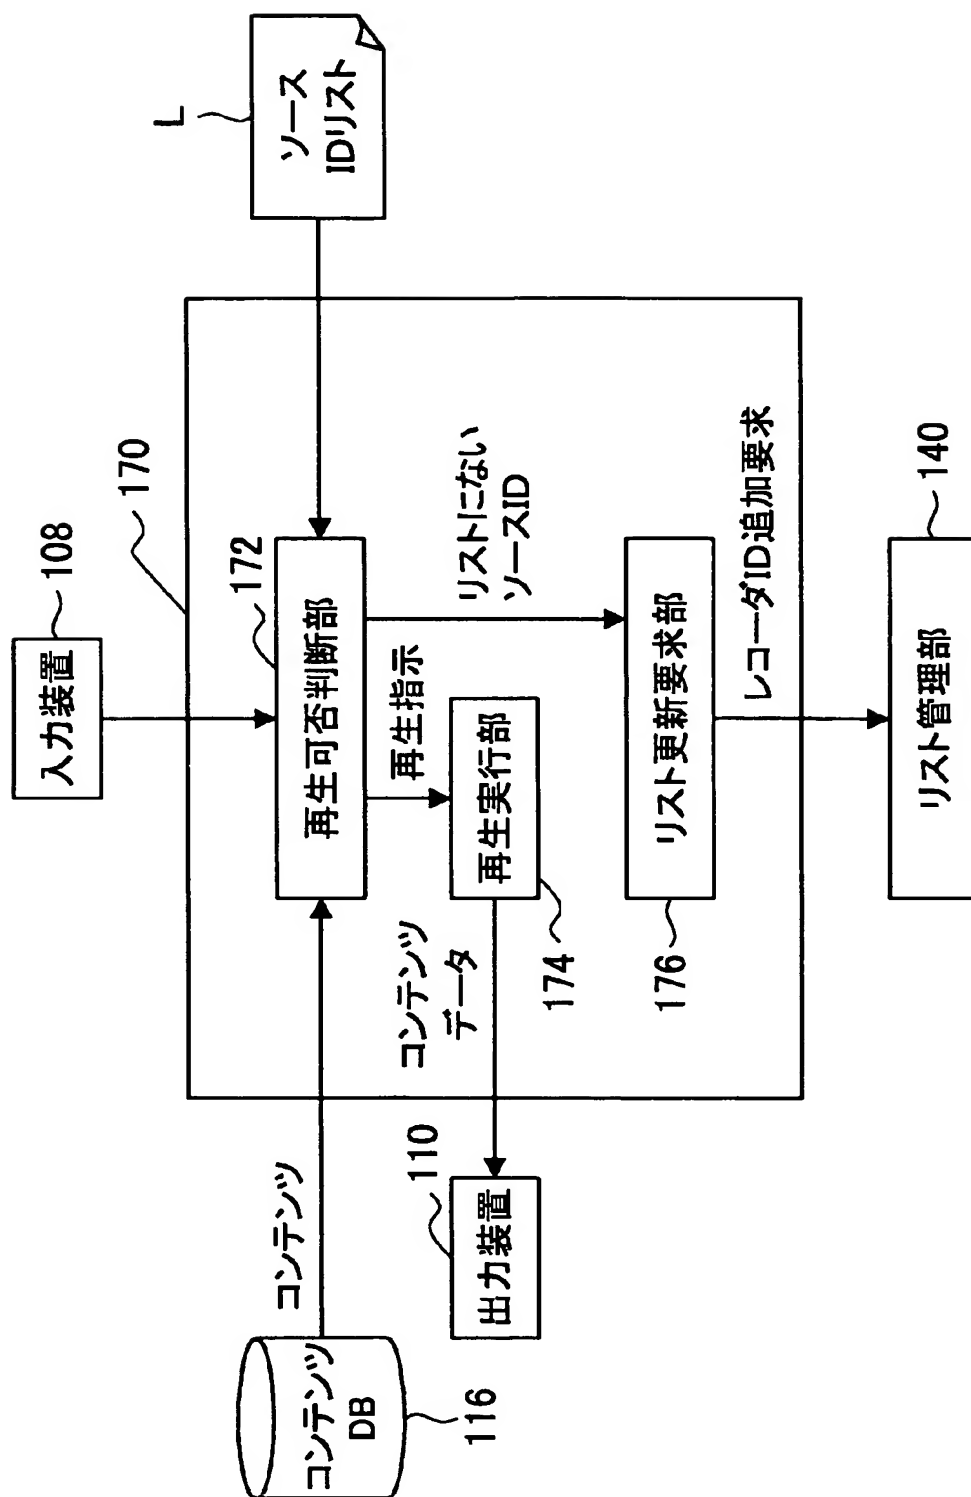 108
入力装置
170
L
ソース
IDリスト
172
再生可否判断部
コンテンツ
コンテンツ
DB
116
再生指示
リストにない
ソースID
再生実行部
174
コンテンツ
データ
110
出力装置
リスト更新要求部
176
レコーダID追加要求
140
リスト管理部